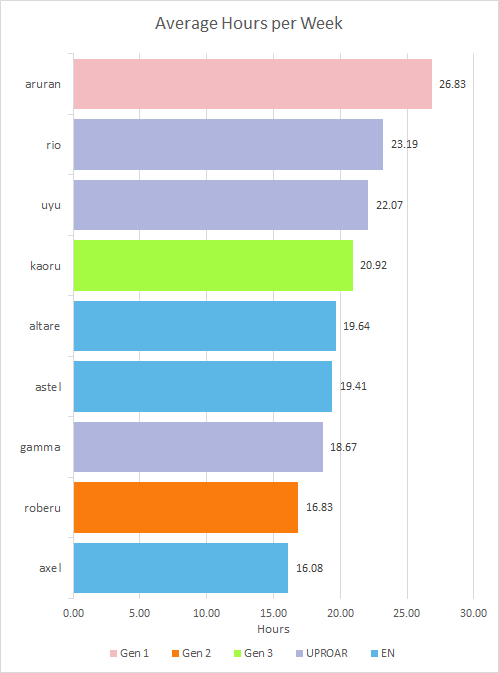 Average Hours per Week
aruran 26.83
rio 23.19
uyu 22.07
kaoru 20.92
altare 19.64
astel 19.41
gamma 18.67
roberu 16.83
axel 16.08
0.00 5.00 10.00 15.00 20.00 25.00 30.00
Hours
Gen 1 Gen 2 Gen 3 UPROAR EN